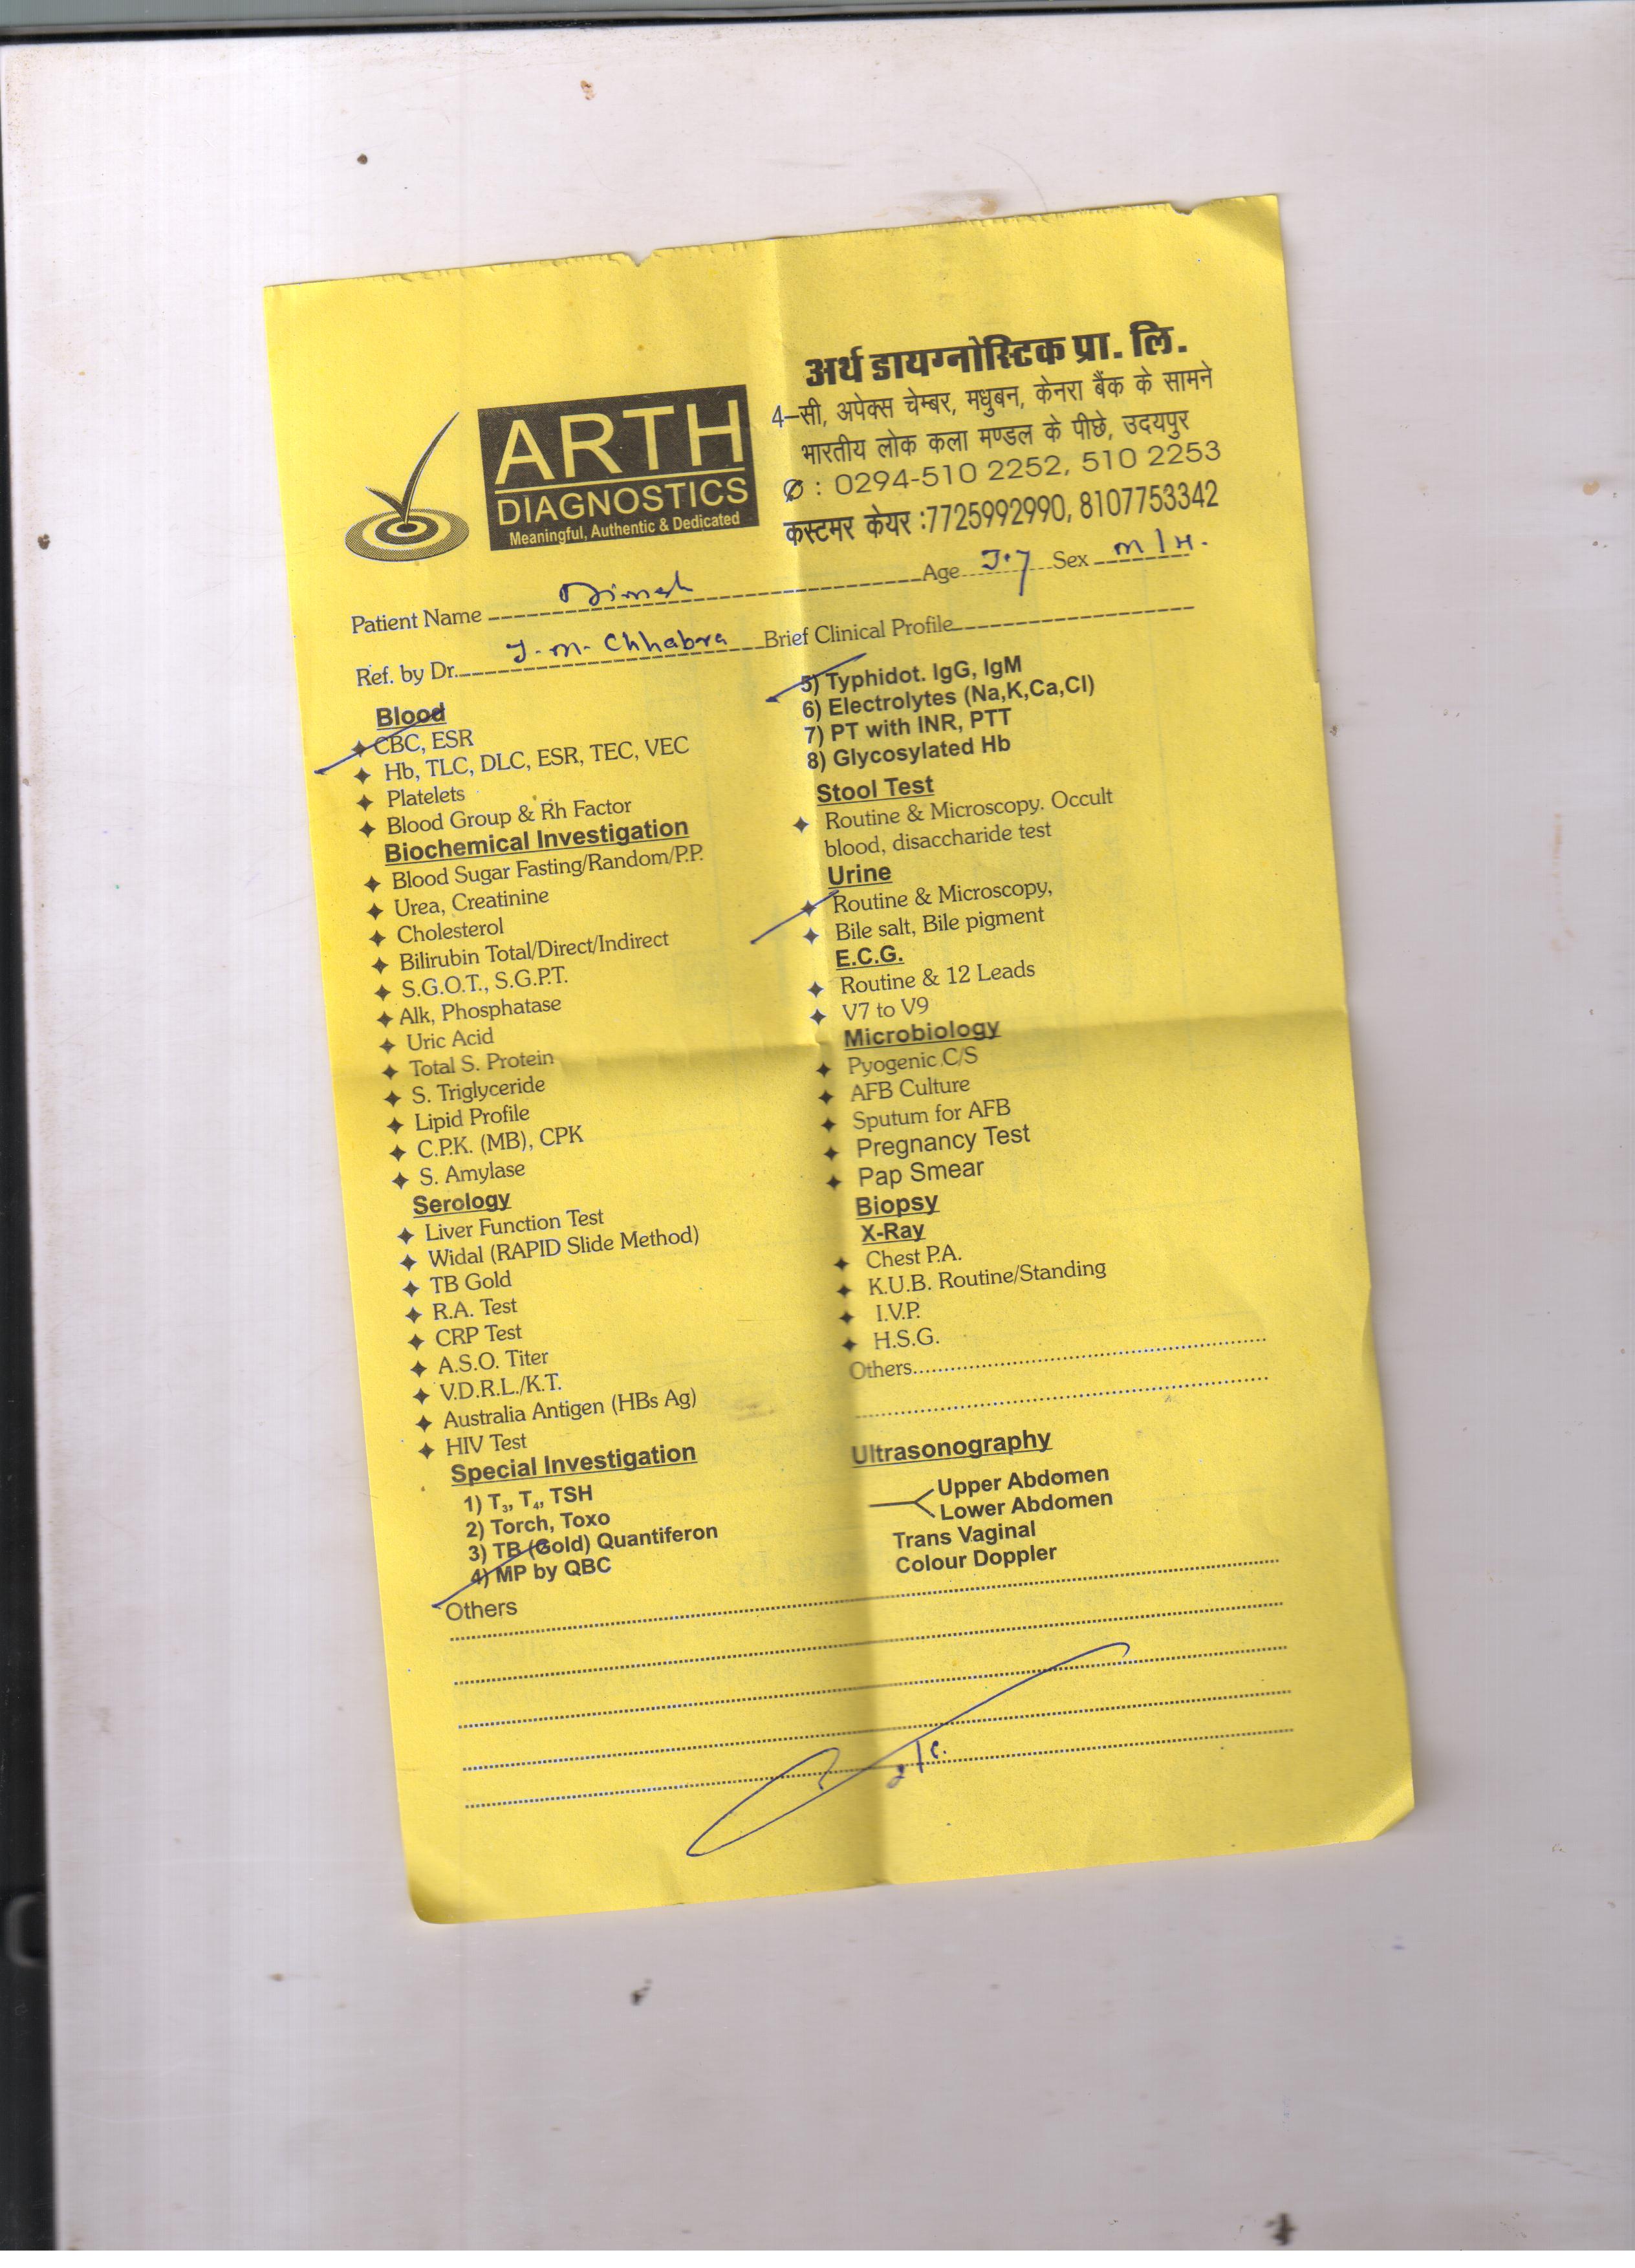 अर्थ डायग्नोस्टिक प्रा. लि.
4–सी, अपेक्स चेम्बर, मधुबन, केनरा बैंक के सामने
भारतीय लोक कला मण्डल के पीछे, उदयपुर
: 0294-510 2252, 510 2253
कस्टमर केयर :7725992990, 8107753342
ARTH
DIAGNOSTICS
Meaningful, Authentic & Dedicated
Patient Name Age Sex M
Ref. by Dr. J.M. Chhabra Brief Clinical Profile
Blood
CBC, ESR
Hb, TLC, DLC, ESR, TEC, VEC
Platelets
Blood Group & Rh Factor
Biochemical Investigation
Blood Sugar Fasting/Random/P.P.
Urea, Creatinine
Cholesterol
Bilirubin Total/Direct/Indirect
S.G.O.T., S.G.P.T.
Alk, Phosphatase
Uric Acid
Total S. Protein
S. Triglyceride
Lipid Profile
C.P.K. (MB), CPK
S. Amylase
Serology
Liver Function Test
Widal (RAPID Slide Method)
TB Gold
R.A. Test
CRP Test
A.S.O. Titer
V.D.R.L./K.T.
Australia Antigen (HBs Ag)
HIV Test
Special Investigation
1) T3, T4, TSH
2) Torch, Toxo
3) TB (Gold) Quantiferon
4) MP by QBC
Others
5) Typhidot. IgG, IgM
6) Electrolytes (Na,K,Ca,Cl)
7) PT with INR, PTT
8) Glycosylated Hb
Stool Test
Routine & Microscopy. Occult
blood, disaccharide test
Urine
Routine & Microscopy,
Bile salt, Bile pigment
E.C.G.
Routine & 12 Leads
V7 to V9
Microbiology
Pyogenic C/S
AFB Culture
Sputum for AFB
Pregnancy Test
Pap Smear
Biopsy
X-Ray
Chest P.A.
K.U.B. Routine/Standing
I.V.P.
H.S.G.
Others
Ultrasonography
Upper Abdomen
Lower Abdomen
Trans Vaginal
Colour Doppler